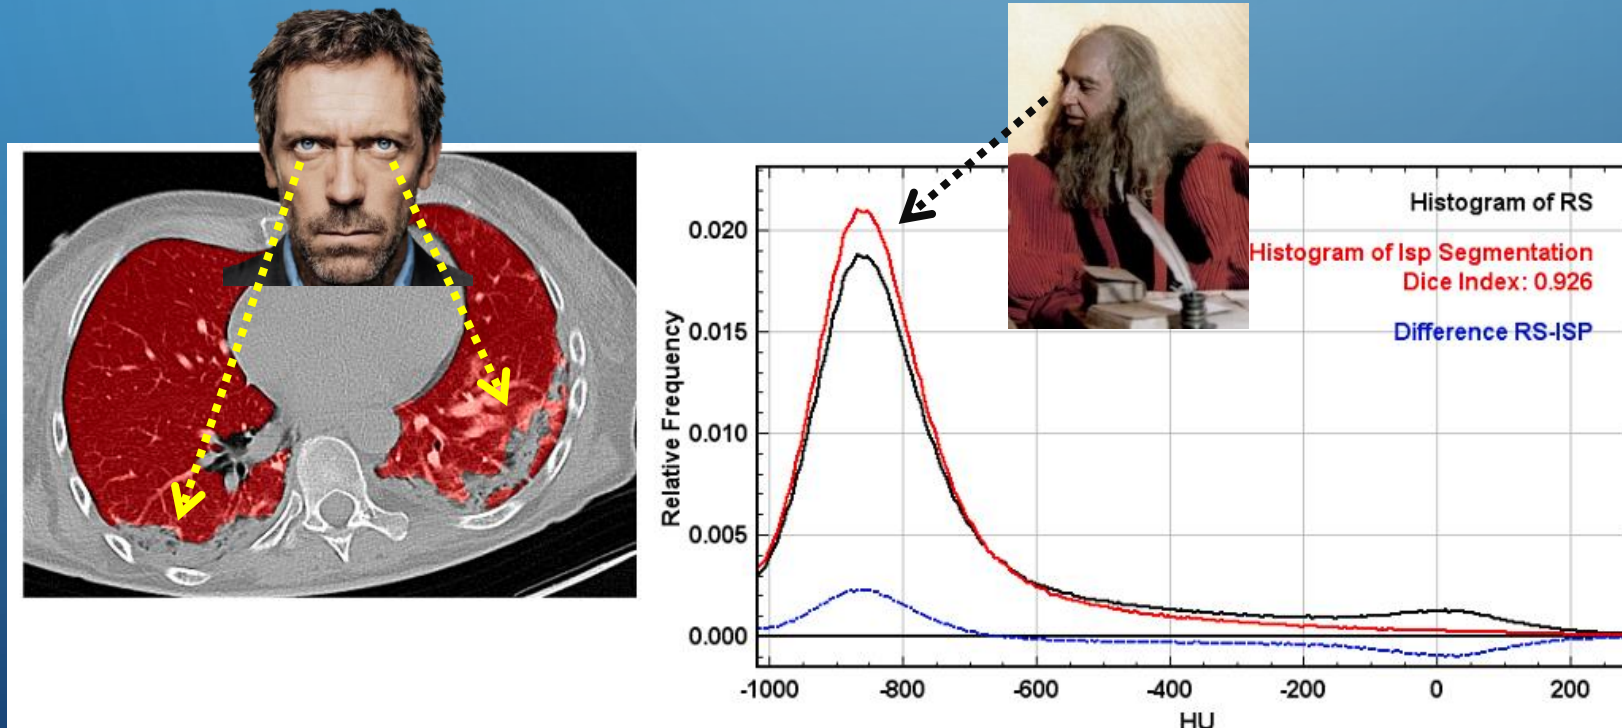 Histogram of RS
Histogram of Isp Segmentation
Dice Index: 0.926
Difference RS-ISP
Relative Frequency
0.020
0.015
0.010
0.005
0.000
-1000 -800 -600 -400 -200 0 200
HU